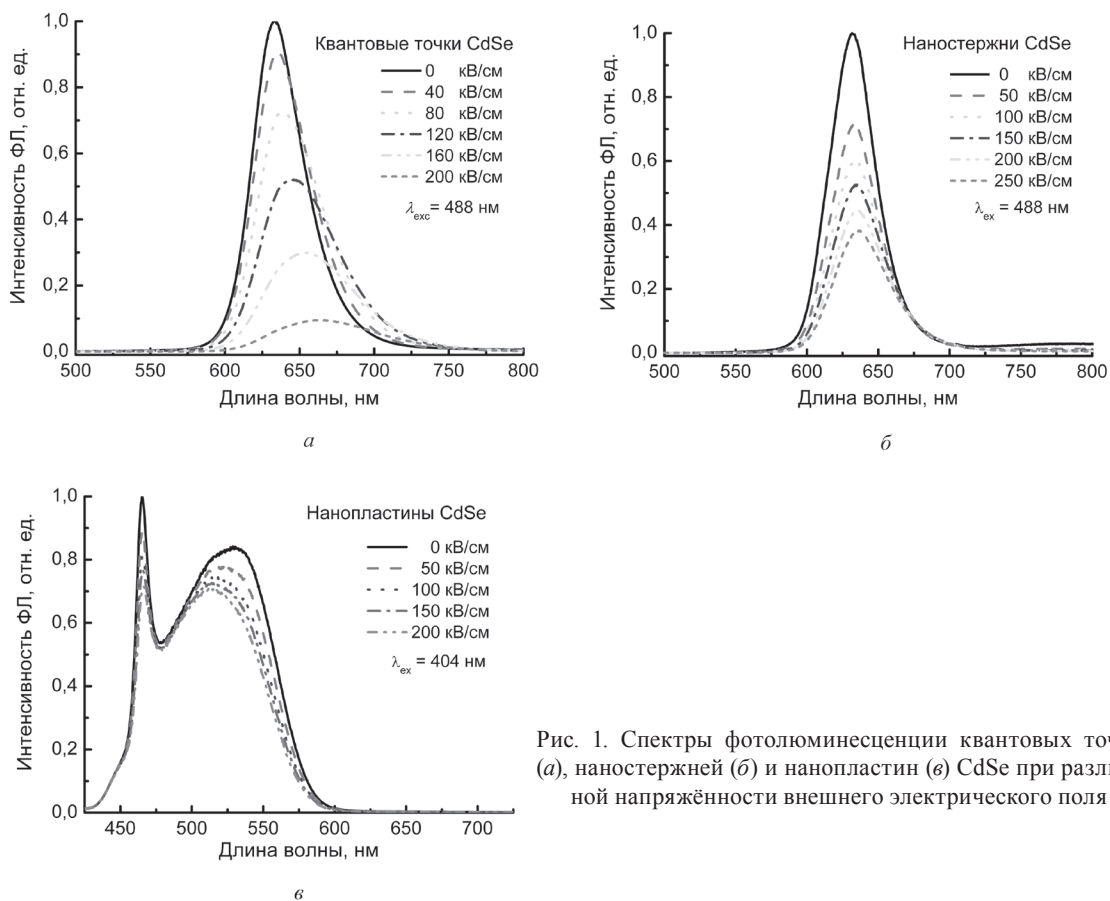 Интенсивность ФЛ, отн. ед.
1,0
0,8
0,6
0,4
0,2
0,0
Квантовые точки CdSe
0 кВ/см
40 кВ/см
80 кВ/см
120 кВ/см
160 кВ/см
200 кВ/см
λexc = 488 нм
500 550 600 650 700 750 800
Длина волны, нм
а
Интенсивность ФЛ, отн. ед.
1,0
0,8
0,6
0,4
0,2
0,0
Наностержни CdSe
0 кВ/см
50 кВ/см
100 кВ/см
150 кВ/см
200 кВ/см
250 кВ/см
λex = 488 нм
500 550 600 650 700 750 800
Длина волны, нм
б
Интенсивность ФЛ, отн. ед.
1,0
0,8
0,6
0,4
0,2
0,0
Нанопластины CdSe
0 кВ/см
50 кВ/см
100 кВ/см
150 кВ/см
200 кВ/см
λex = 404 нм
450 500 550 600 650 700
Длина волны, нм
в
Рис. 1. Спектры фотолюминесценции квантовых точ
(а), наностержней (б) и нанопластин (в) CdSe при разли
ной напряжённости внешнего электрического поля